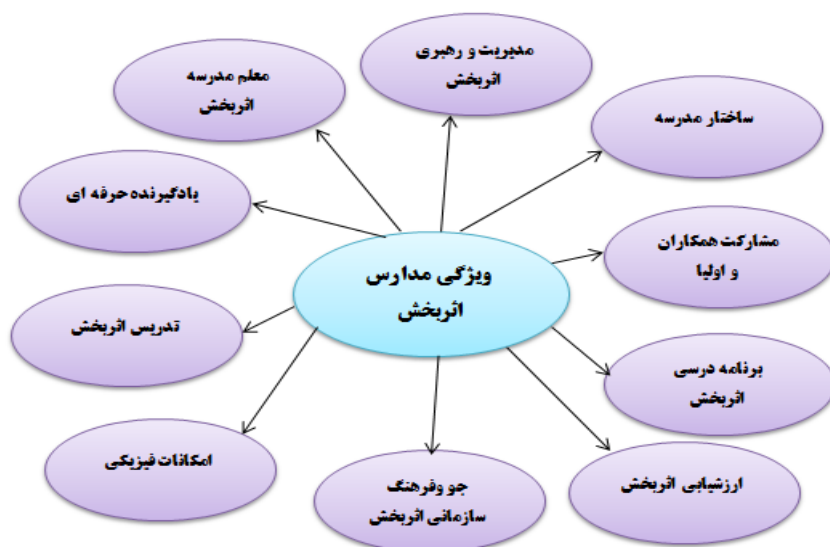 مدیریت و رهبری
اثربخش
معلم مدرسه
اثربخش
ساختار مدرسه
یادگیرنده حرفه ای
مشارکت همکاران
و اولیا
ویژگی مدارس
اثربخش
تدریس اثربخش
برنامه درسی
اثربخش
امکانات فیزیکی
جو وفرهنگ
سازمانی اثربخش
ارزشیابی اثربخش